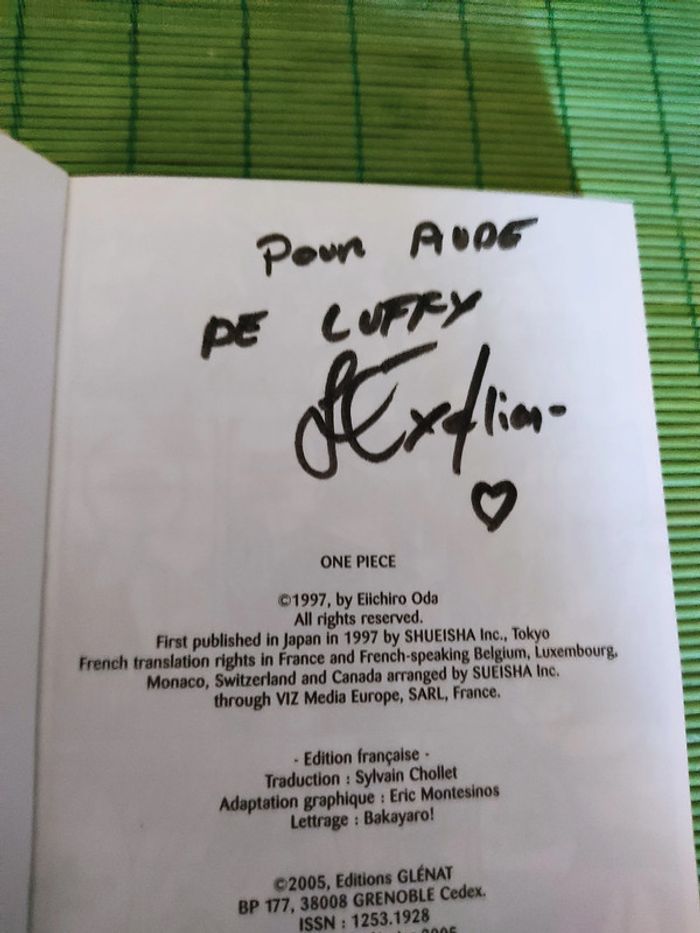 Pour AUDE
DE LUFFY
ONE PIECE
©1997, by Eiichiro Oda
All rights reserved.
First published in Japan in 1997 by SHUEISHA Inc., Tokyo
French translation rights in France and French-speaking Belgium, Luxembourg,
Monaco, Switzerland and Canada arranged by SUEISHA Inc.
through VIZ Media Europe, SARL, France.
- Edition française -
Traduction : Sylvain Chollet
Adaptation graphique : Eric Montesinos
Lettrage : Bakayaro!
©2005, Editions GLÉNAT
BP 177, 38008 GRENOBLE Cedex.
ISSN : 1253.1928
2005